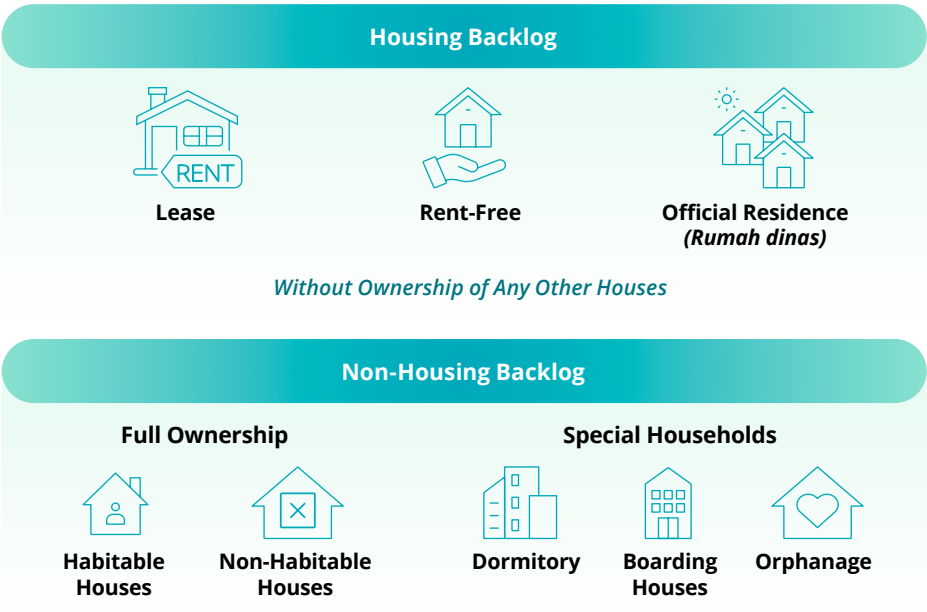 Housing Backlog
RENT
Lease
Rent-Free
Official Residence
(Rumah dinas)
Without Ownership of Any Other Houses
Non-Housing Backlog
Full Ownership
Special Households
Habitable
Houses
Non-Habitable
Houses
Dormitory
Boarding
Houses
Orphanage